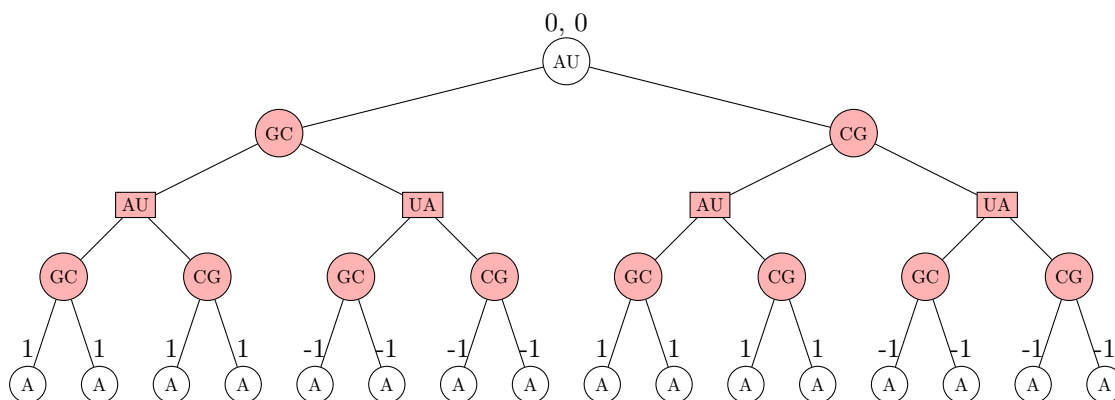 0, 0
AU
GC CG
AU UA AU UA
GC CG GC CG GC CG GC CG
1 1 1 1 -1 -1 -1 -1 1 1 1 1 -1 -1 -1 -1
A A A A A A A A A A A A A A A A